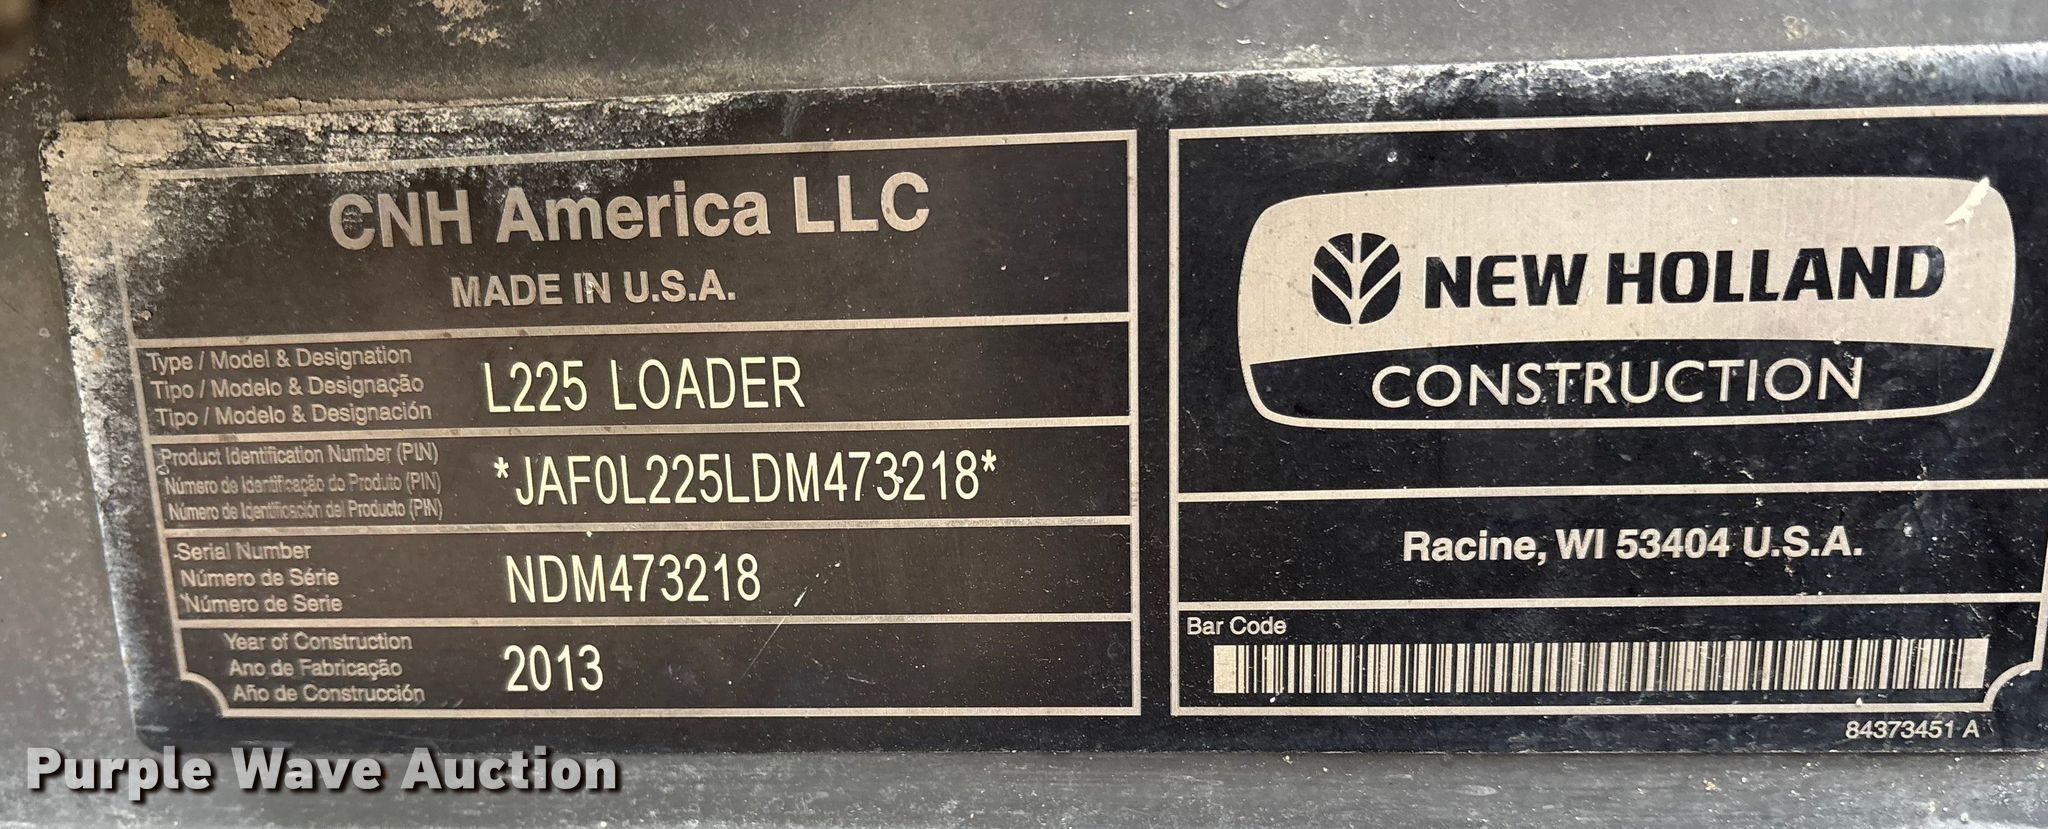 CNH America LLC
MADE IN U.S.A.
Type / Model & Designation
Tipo / Modelo & Designação
Tipo / Modelo & Designación
L225 LOADER
Product Identification Number (PIN)
Número de Identificação do Produto (PIN)
Número de Identificación del Producto (PIN)
*JAF0L225LDM473218*
Serial Number
Número de Série
Número de Serie
NDM473218
Year of Construction
Ano de Fabricação
Año de Construcción
2013
NEW HOLLAND
CONSTRUCTION
Racine, WI 53404 U.S.A.
Bar Code
84373451 A
Purple Wave Auction